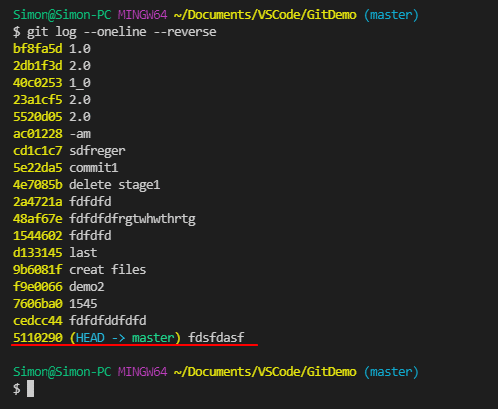 Simon@Simon-PC MINGW64 ~/Documents/VSCode/GitDemo (master)
$ git log --oneline --reverse
bf8fa5d 1.0
2db1f3d 2.0
40c0253 1_0
23a1cf5 2.0
5520d05 2.0
ac01228 -am
cd1c1c7 sdfreger
5e22da5 commit1
4e7085b delete stage1
2a4721a fdfdfd
48af67e fdfdfdfrgtwhwthrtg
1544602 fdfdfd
d133145 last
9b6081f creat files
f9e0066 demo2
7606ba0 1545
cedcc44 fdfdfddfdfd
5110290 (HEAD -> master) fdsfdasf
Simon@Simon-PC MINGW64 ~/Documents/VSCode/GitDemo (master)
$